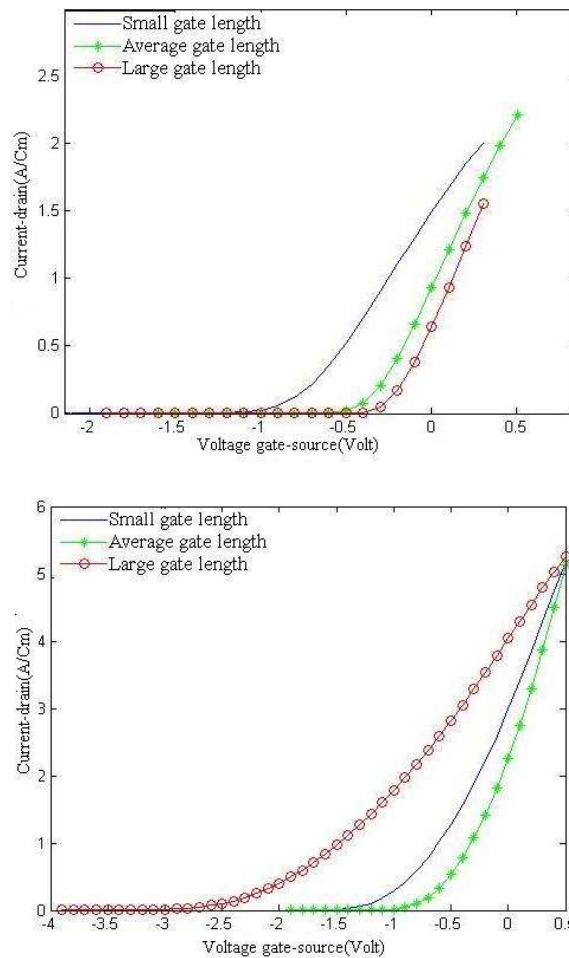 Small gate length
Average gate length
Large gate length
2.5
2
1.5
1
0.5
0
Current-drain(A/Cm)
-2 -1.5 -1 -0.5 0 0.5
Voltage gate-source(Volt)
6
Small gate length
Average gate length
Large gate length
5
4
3
2
1
0
Current-drain(A/Cm)
-4 -3.5 -3 -2.5 -2 -1.5 -1 -0.5 0
Voltage gate-source(Volt)